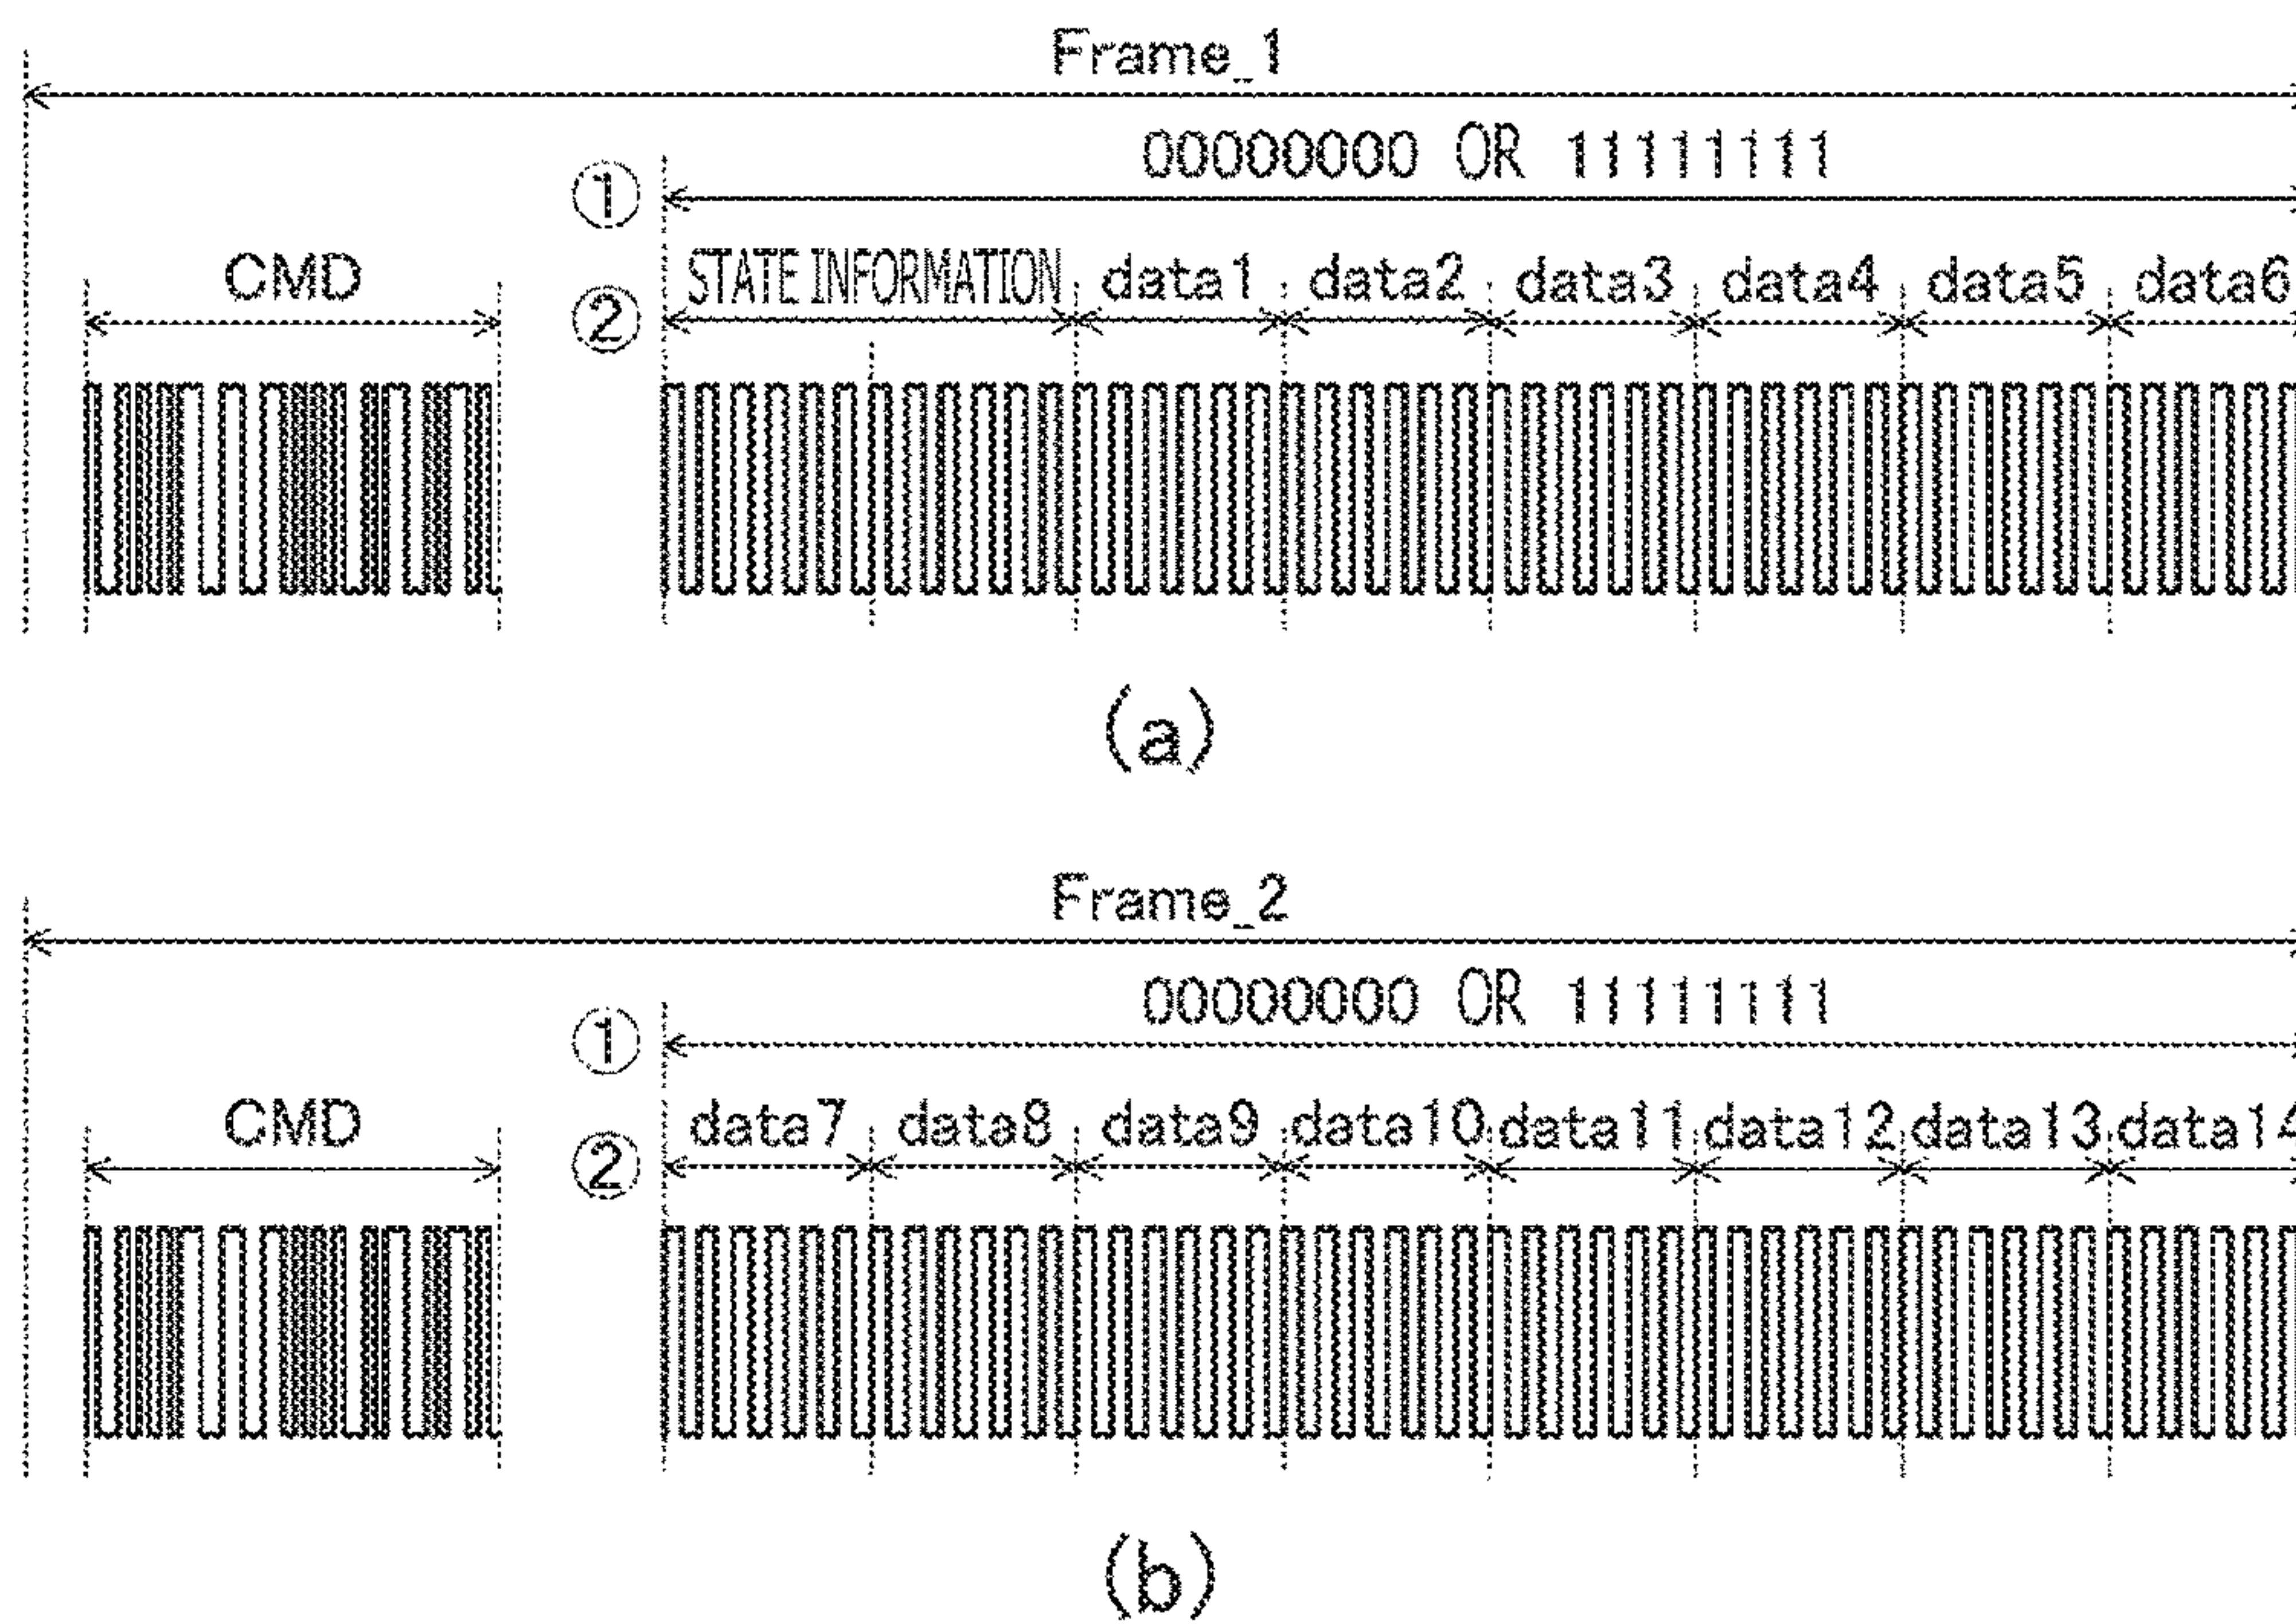 Frame_1
① 00000000 OR 11111111
CMD
② STATE INFORMATION data1 data2 data3 data4 data5 data6
(a)
Frame_2
① 00000000 OR 11111111
CMD
② data7 data8 data9 data10 data11 data12 data13 data14
(b)